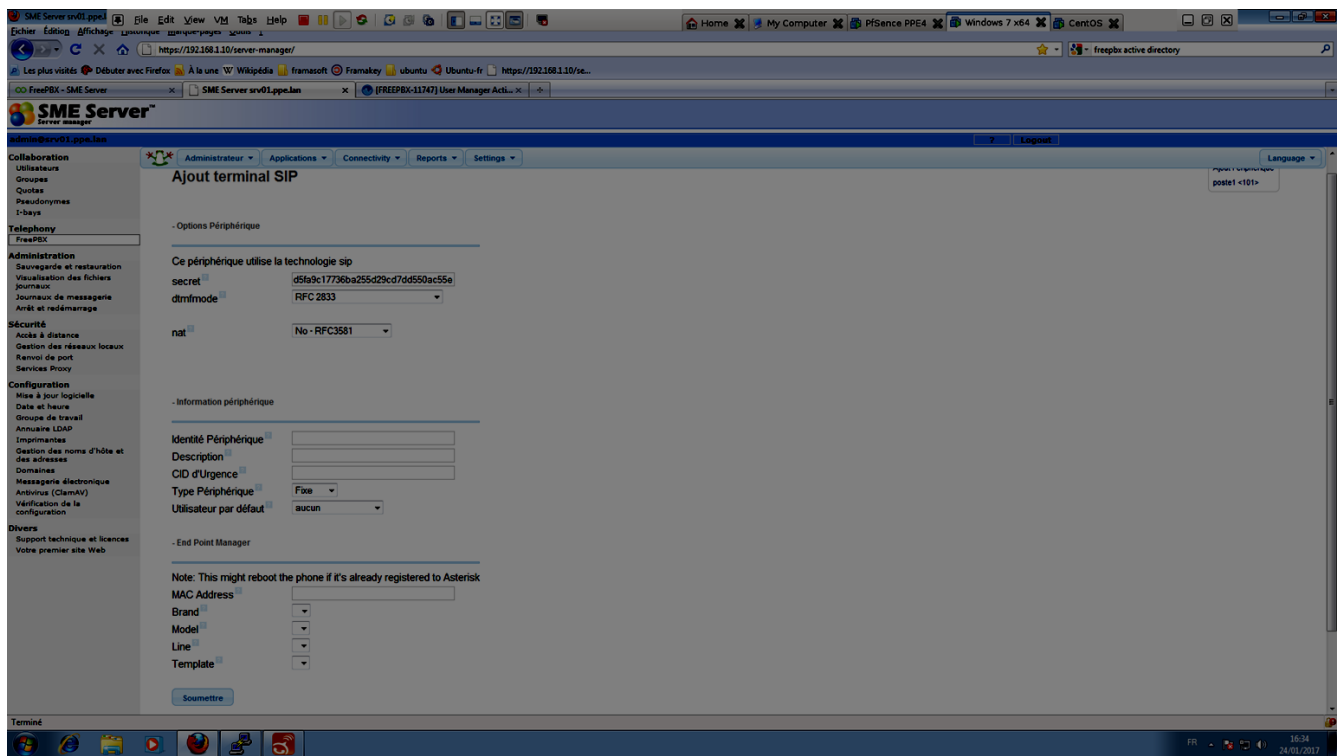 SME Server srv01.ppe.l
File Edit View VM Tabs Help
Home My Computer PfSence PPE4 Windows 7 x64 CentOS
Fichier Édition Affichage Historique Marque-pages Outils ?
https://192.168.1.10/server-manager/
freepbx active directory
Les plus visités Débuter avec Firefox À la une Wikipédia framasoft Framakey ubuntu Ubuntu-fr https://192.168.1.10/se...
FreePBX - SME Server
SME Server srv01.ppe.lan
[FREEPBX-11747] User Manager Acti...
SME Server™
Server manager
admin@srv01.ppe.lan
? Logout
Collaboration
Utilisateurs
Groupes
Quotas
Pseudonymes
I-bays
Telephony
FreePBX
Administration
Sauvegarde et restauration
Visualisation des fichiers
journaux
Journaux de messagerie
Arrêt et redémarrage
Sécurité
Accès à distance
Gestion des réseaux locaux
Renvoi de port
Services Proxy
Configuration
Mise à jour logicielle
Date et heure
Groupe de travail
Annuaire LDAP
Imprimantes
Gestion des noms d'hôte et
des adresses
Domaines
Messagerie électronique
Antivirus (ClamAV)
Vérification de la
configuration
Divers
Support technique et licences
Votre premier site Web
Administrateur Applications Connectivity Reports Settings
Language
Ajout Périphérique
poste1 <101>
Ajout terminal SIP
- Options Périphérique
Ce périphérique utilise la technologie sip
secret d5fa9c17736ba255d29cd7dd550ac55e
dtmfmode RFC 2833
nat No - RFC3581
- Information périphérique
Identité Périphérique
Description
CID d'Urgence
Type Périphérique Fixe
Utilisateur par défaut aucun
- End Point Manager
Note: This might reboot the phone if it's already registered to Asterisk
MAC Address
Brand
Model
Line
Template
Soumettre
Terminé
FR
16:34
24/01/2017